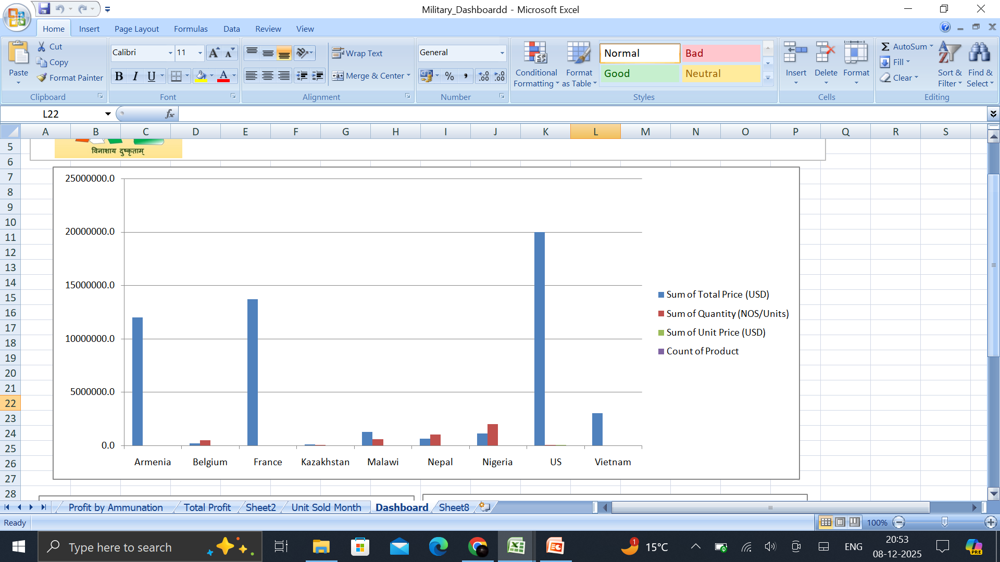 Military_Dashboardd - Microsoft Excel
Home Insert Page Layout Formulas Data Review View
Paste Cut Copy Format Painter
Clipboard
Calibri 11
B I U A
Font
Wrap Text
Merge & Center
Alignment
General
% ,
Number
Conditional Formatting
Format as Table
Normal Bad
Good Neutral
Styles
Insert Delete Format
Cells
Σ AutoSum
Fill
Clear
Sort & Filter
Find & Select
Editing
L22 fx
A B C D E F G H I J K L M N O P Q R S
5
6
7
8
9
10
11
12
13
14
15
16
17
18
19
20
21
22
23
24
25
26
27
28
विनाशाय दुष्कृताम्
25000000.0
20000000.0
15000000.0
10000000.0
5000000.0
0.0
Armenia Belgium France Kazakhstan Malawi Nepal Nigeria US Vietnam
Sum of Total Price (USD)
Sum of Quantity (NOS/Units)
Sum of Unit Price (USD)
Count of Product
Profit by Ammunation Total Profit Sheet2 Unit Sold Month Dashboard Sheet8
Ready 100%
Type here to search
1 15°C ENG
20:53
08-12-2025
PRE